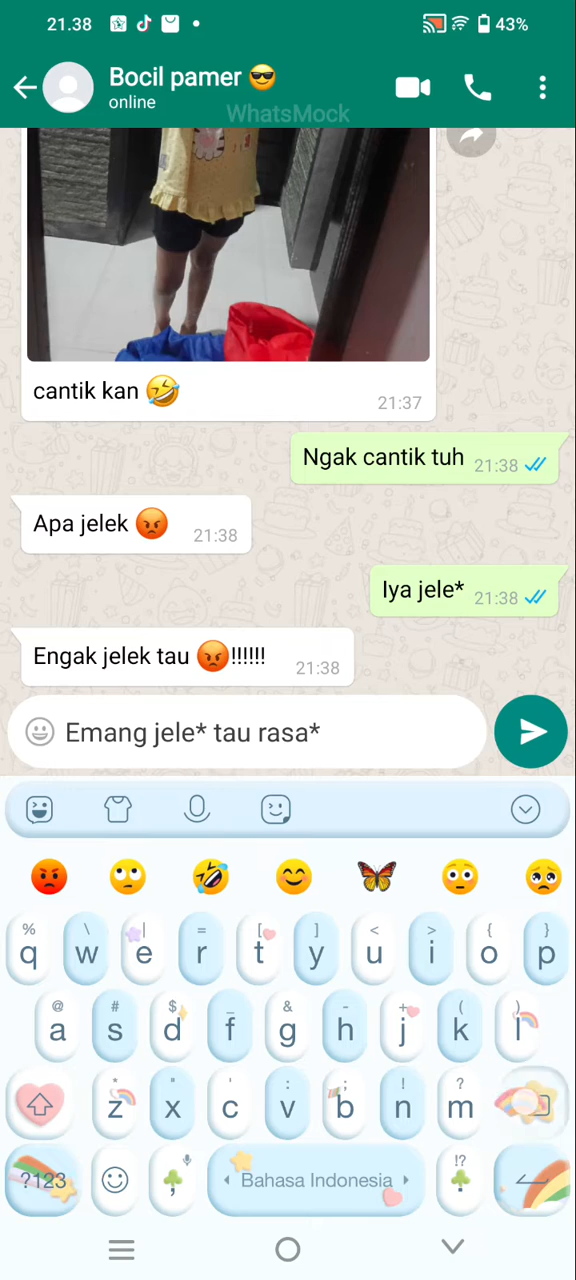 21.38
43%
Bocil pamer 😎
online
WhatsMock
cantik kan 🤣
21:37
Ngak cantik tuh 21:38
Apa jelek 😡 21:38
Iya jele* 21:38
Engak jelek tau 😡!!!!!! 21:38
Emang jele* tau rasa*
😡 🙄 🤣 😊 🦋 😳 🥺
% \ | = [ ] < > { }
q w e r t y u i o p
@ # $ _ & - + ( )
a s d f g h j k l
* " ' : ; ! ?
z x c v b n m
!?
?123 , Bahasa Indonesia